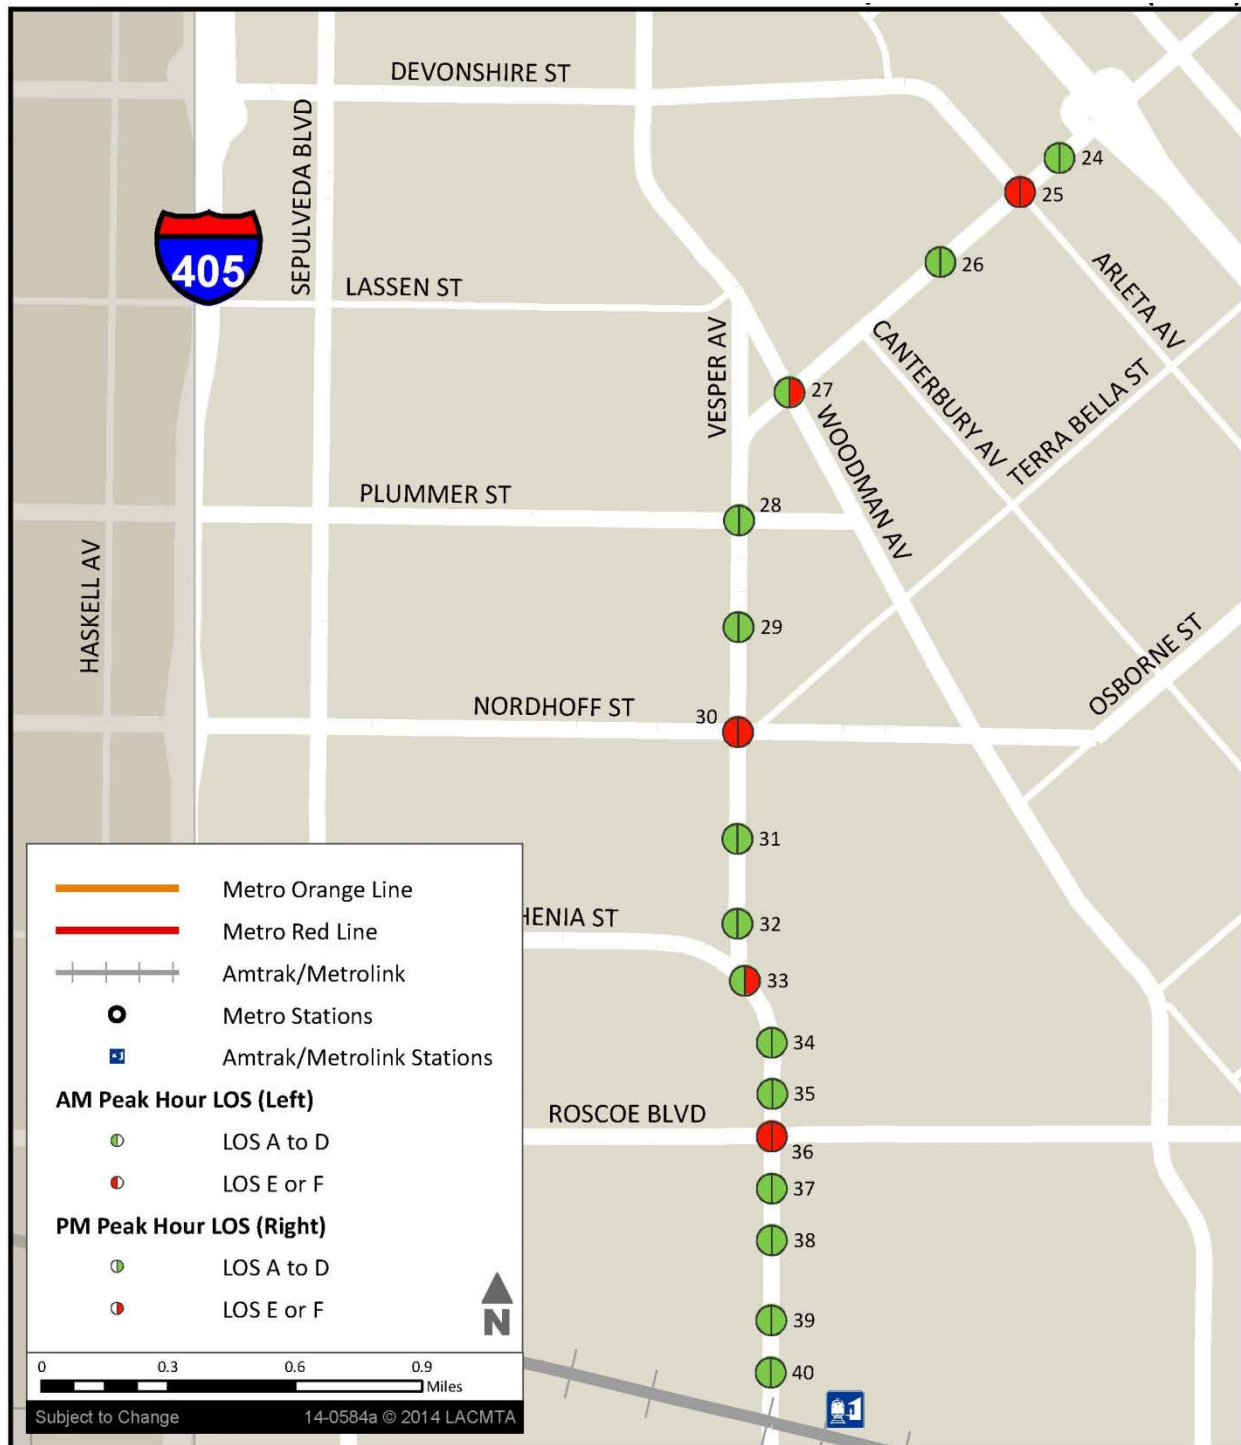 DEVONSHIRE ST
SEPULVEDA BLVD
24
25
405
26
ARLETA AV
LASSEN ST
CANTERBURY AV
VESPER AV
27
TERRA BELLA ST
WOODMAN AV
PLUMMER ST
28
HASKELL AV
29
OSBORNE ST
NORDHOFF ST
30
31
HENIA ST
32
33
34
35
ROSCOE BLVD
36
37
38
39
40
Metro Orange Line
Metro Red Line
Amtrak/Metrolink
Metro Stations
Amtrak/Metrolink Stations
AM Peak Hour LOS (Left)
LOS A to D
LOS E or F
PM Peak Hour LOS (Right)
LOS A to D
LOS E or F
N
0 0.3 0.6 0.9
Miles
Subject to Change 14-0584a © 2014 LACMTA